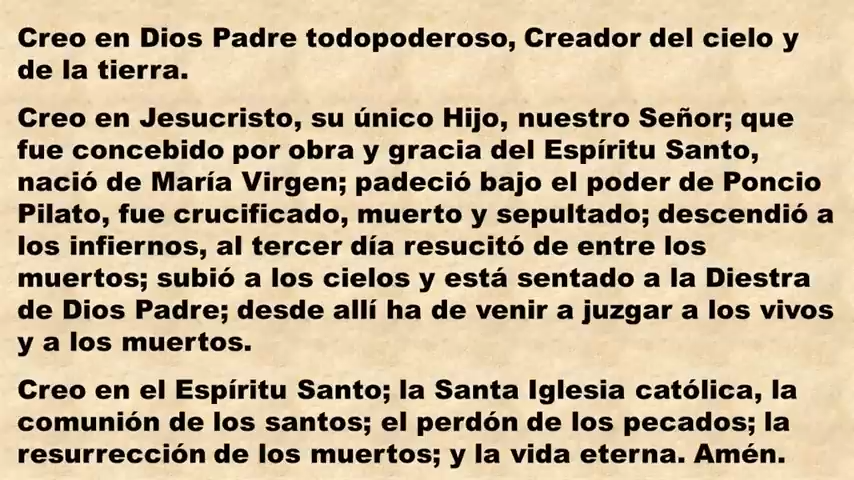 Creo en Dios Padre todopoderoso, Creador del cielo y
de la tierra.
Creo en Jesucristo, su único Hijo, nuestro Señor; que
fue concebido por obra y gracia del Espíritu Santo,
nació de María Virgen; padeció bajo el poder de Poncio
Pilato, fue crucificado, muerto y sepultado; descendió a
los infiernos, al tercer día resucitó de entre los
muertos; subió a los cielos y está sentado a la Diestra
de Dios Padre; desde allí ha de venir a juzgar a los vivos
y a los muertos.
Creo en el Espíritu Santo; la Santa Iglesia católica, la
comunión de los santos; el perdón de los pecados; la
resurrección de los muertos; y la vida eterna. Amén.